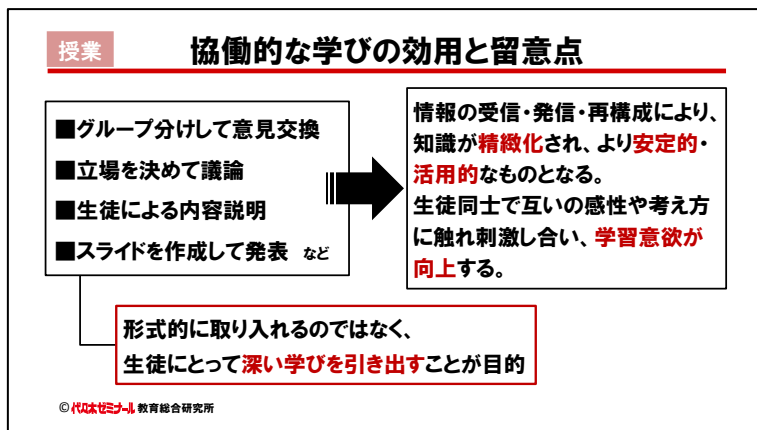 授業
協働的な学びの効用と留意点
■グループ分けして意見交換
■立場を決めて議論
■生徒による内容説明
■スライドを作成して発表 など
情報の受信・発信・再構成により、
知識が精緻化され、より安定的・
活用的なものとなる。
生徒同士で互いの感性や考え方
に触れ刺激し合い、学習意欲が
向上する。
形式的に取り入れるのではなく、
生徒にとって深い学びを引き出すことが目的
©代々木ゼミナール 教育総合研究所